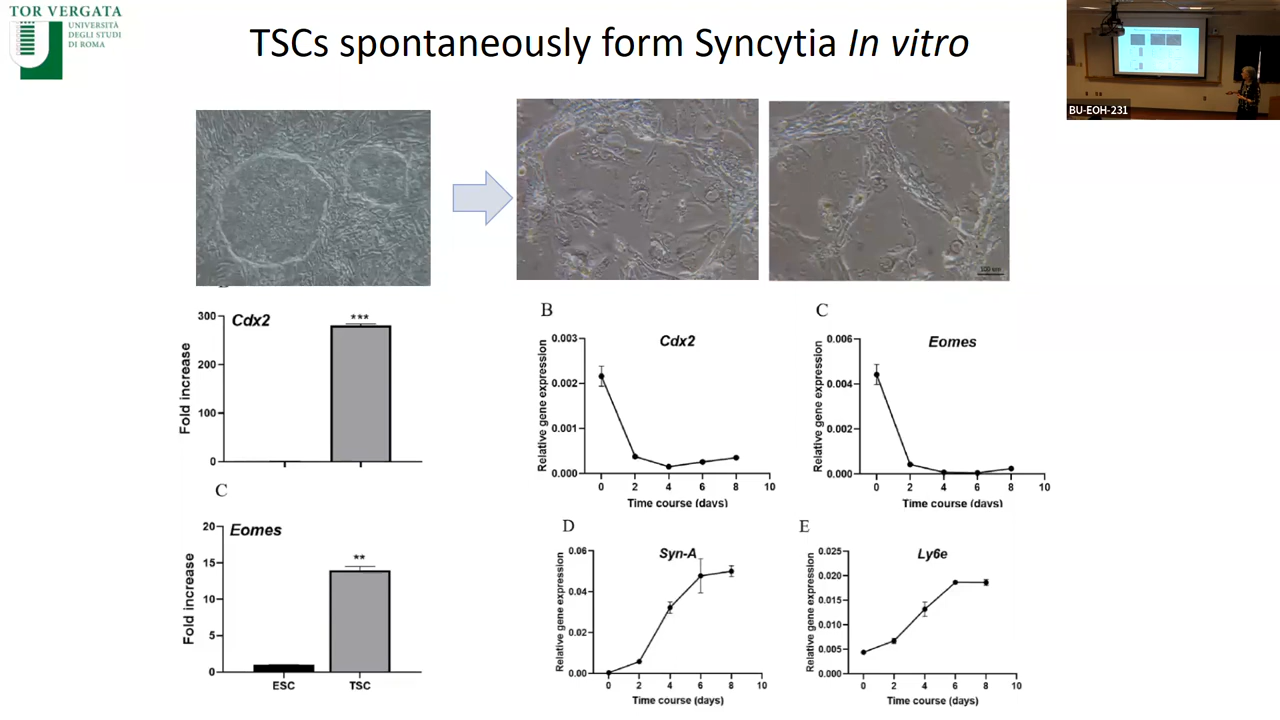 TOR VERGATA
UNIVERSITÀ
DEGLI STUDI
DI ROMA
TSCs spontaneously form Syncytia In vitro
BU-EOH-231
100 um
Cdx2
***
Fold increase
300
200
100
0
C
Eomes
**
Fold increase
20
15
10
5
0
ESC TSC
B
Cdx2
Relative gene expression
0.003
0.002
0.001
0.000
0 2 4 6 8 10
Time course (days)
C
Eomes
Relative gene expression
0.006
0.004
0.002
0.000
0 2 4 6 8 10
Time course (days)
D
Syn-A
Relative gene expression
0.06
0.04
0.02
0.00
0 2 4 6 8 10
Time course (days)
E
Ly6e
Relative gene expression
0.025
0.020
0.015
0.010
0.005
0.000
0 2 4 6 8 10
Time course (days)